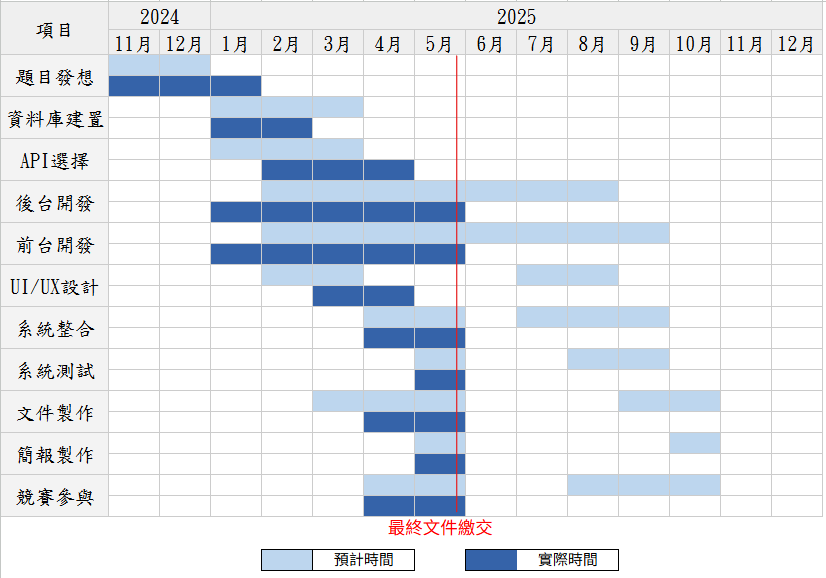 項目
2024
2025
11月 12月 1月 2月 3月 4月 5月 6月 7月 8月 9月 10月 11月 12月
題目發想
資料庫建置
API選擇
後台開發
前台開發
UI/UX設計
系統整合
系統測試
文件製作
簡報製作
競賽參與
最終文件繳交
預計時間
實際時間